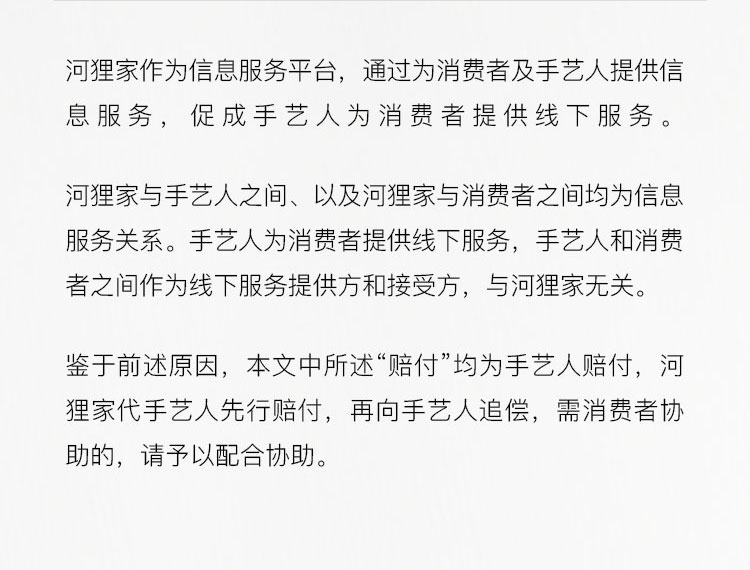 河狸家作为信息服务平台，通过为消费者及手艺人提供信
息服务，促成手艺人为消费者提供线下服务。
河狸家与手艺人之间、以及河狸家与消费者之间均为信息
服务关系。手艺人为消费者提供线下服务，手艺人和消费
者之间作为线下服务提供方和接受方，与河狸家无关。
鉴于前述原因，本文中所述“赔付”均为手艺人赔付，河
狸家代手艺人先行赔付，再向手艺人追偿，需消费者协
助的，请予以配合协助。